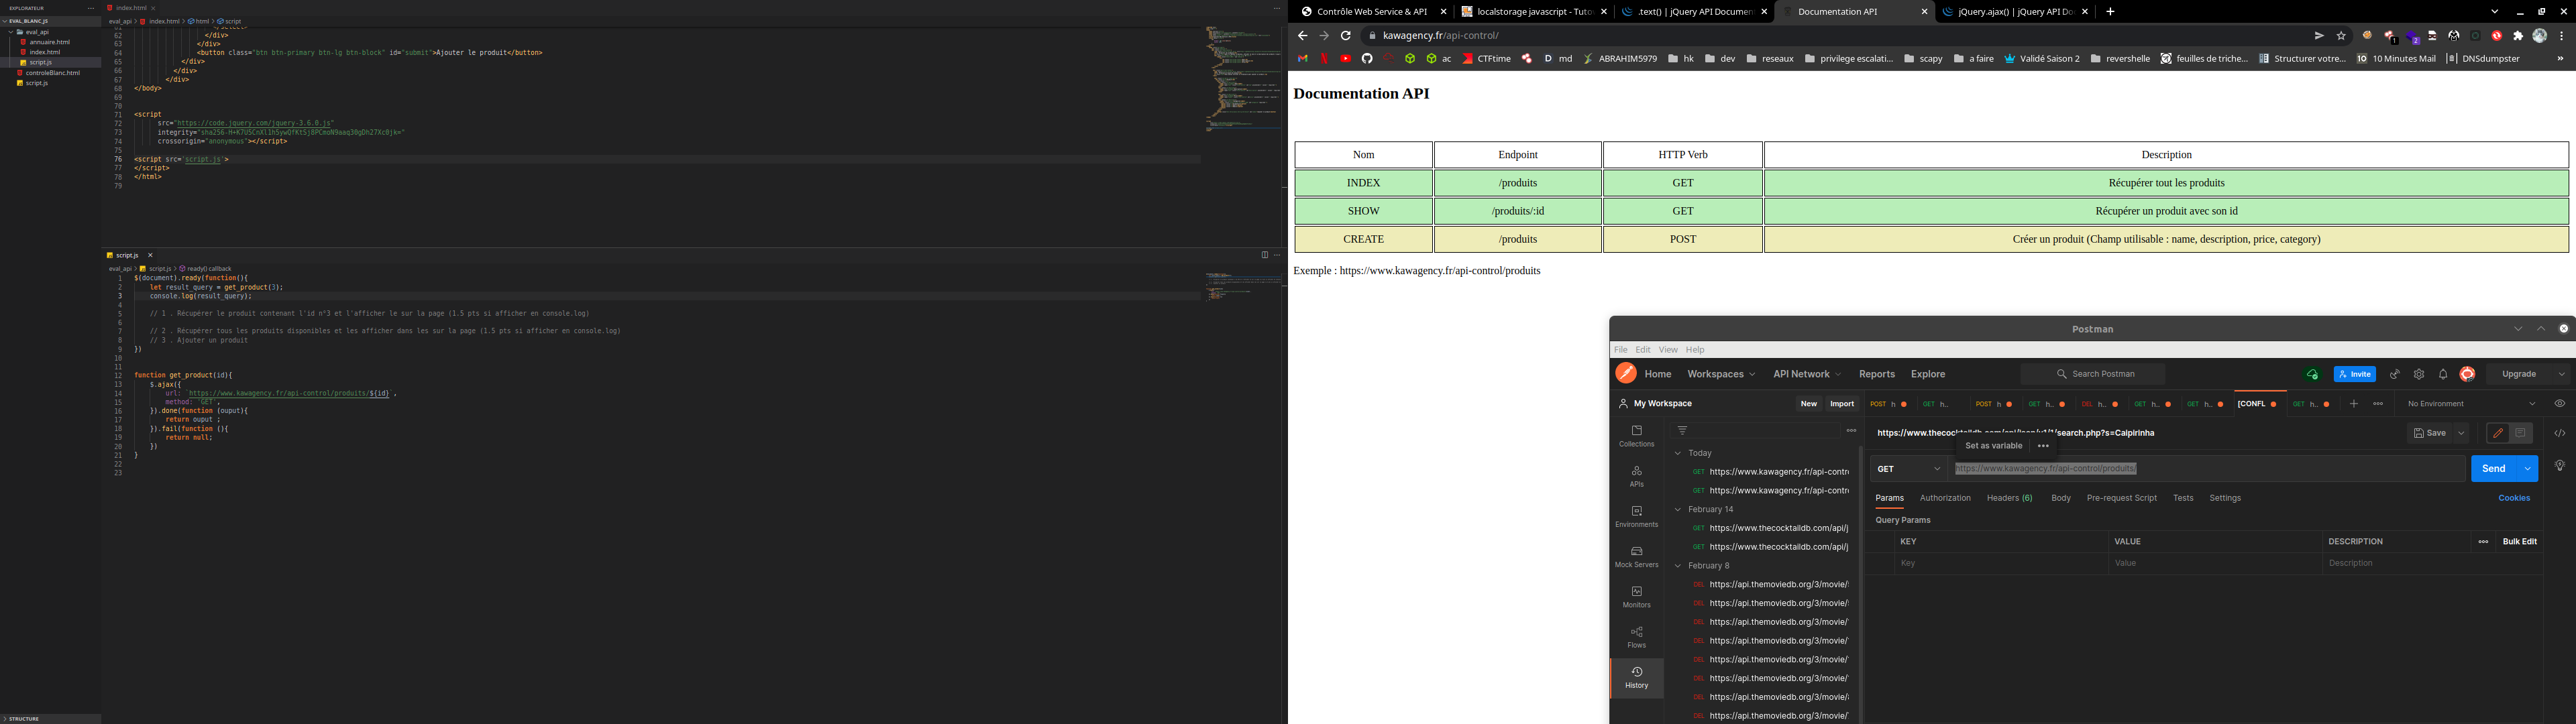 EXPLORATEUR
EVAL_BLANC.JS
eval_api
annuaire.html
index.html
script.js
controleBlanc.html
script.js
STRUCTURE
index.html
eval_api > index.html > html > script
62 </div>
63 </div>
64 <button class="btn btn-primary btn-lg btn-block" id="submit">Ajouter le produit</button>
65 </div>
66 </div>
67 </div>
68 </body>
69
70
71 <script
72 src="https://code.jquery.com/jquery-3.6.0.js"
73 integrity="sha256-H+K7U5CnXl1h5ywQfKtSj8PCmoN9aaq30gDh27Xc0jk="
74 crossorigin="anonymous"></script>
75
76 <script src='script.js'>
77 </script>
78 </html>
79
script.js
eval_api > script.js > ready() callback
1 $(document).ready(function(){
2 let result_query = get_product(3);
3 console.log(result_query);
4
5 // 1 . Récupérer le produit contenant l'id n°3 et l'afficher le sur la page (1.5 pts si afficher en console.log)
6
7 // 2 . Récupérer tous les produits disponibles et les afficher dans les sur la page (1.5 pts si afficher en console.log)
8 // 3 . Ajouter un produit
9 })
10
11
12 function get_product(id){
13 $.ajax({
14 url: `https://www.kawagency.fr/api-control/produits/${id}`,
15 method: 'GET',
16 }).done(function (ouput){
17 return ouput ;
18 }).fail(function (){
19 return null;
20 })
21 }
22
23
Contrôle Web Service & API
localstorage javascript - Tuto
.text() | jQuery API Documen
Documentation API
jQuery.ajax() | jQuery API Do
kawagency.fr/api-control/
ac
CTFtime
md
ABRAHIM5979
hk
dev
reseaux
privilege escalati...
scapy
a faire
Validé Saison 2
revershelle
feuilles de triche...
Structurer votre...
10 Minutes Mail
DNSdumpster
Documentation API
Nom Endpoint HTTP Verb Description
INDEX /produits GET Récupérer tout les produits
SHOW /produits/:id GET Récupérer un produit avec son id
CREATE /produits POST Créer un produit (Champ utilisable : name, description, price, category)
Exemple : https://www.kawagency.fr/api-control/produits
Postman
File Edit View Help
Home Workspaces API Network Reports Explore
Search Postman
Invite
Upgrade
My Workspace
New Import
POST h
GET h..
POST h
GET h..
DEL h..
GET h..
GET h..
[CONFL
GET h..
No Environment
Collections
APIs
Environments
Mock Servers
Monitors
Flows
History
Today
GET https://www.kawagency.fr/api-contr
GET https://www.kawagency.fr/api-contr
February 14
GET https://www.thecocktaildb.com/api/j
GET https://www.thecocktaildb.com/api/j
February 8
DEL https://api.themoviedb.org/3/movie/
DEL https://api.themoviedb.org/3/movie/
DEL https://api.themoviedb.org/3/movie/
DEL https://api.themoviedb.org/3/movie/
DEL https://api.themoviedb.org/3/movie/
DEL https://api.themoviedb.org/3/movie/
DEL https://api.themoviedb.org/3/movie/
DEL https://api.themoviedb.org/3/movie/
Save
Set as variable
GET https://www.kawagency.fr/api-control/produits/
Send
Params Authorization Headers (6) Body Pre-request Script Tests Settings
Cookies
Query Params
KEY VALUE DESCRIPTION
Bulk Edit
Key Value Description